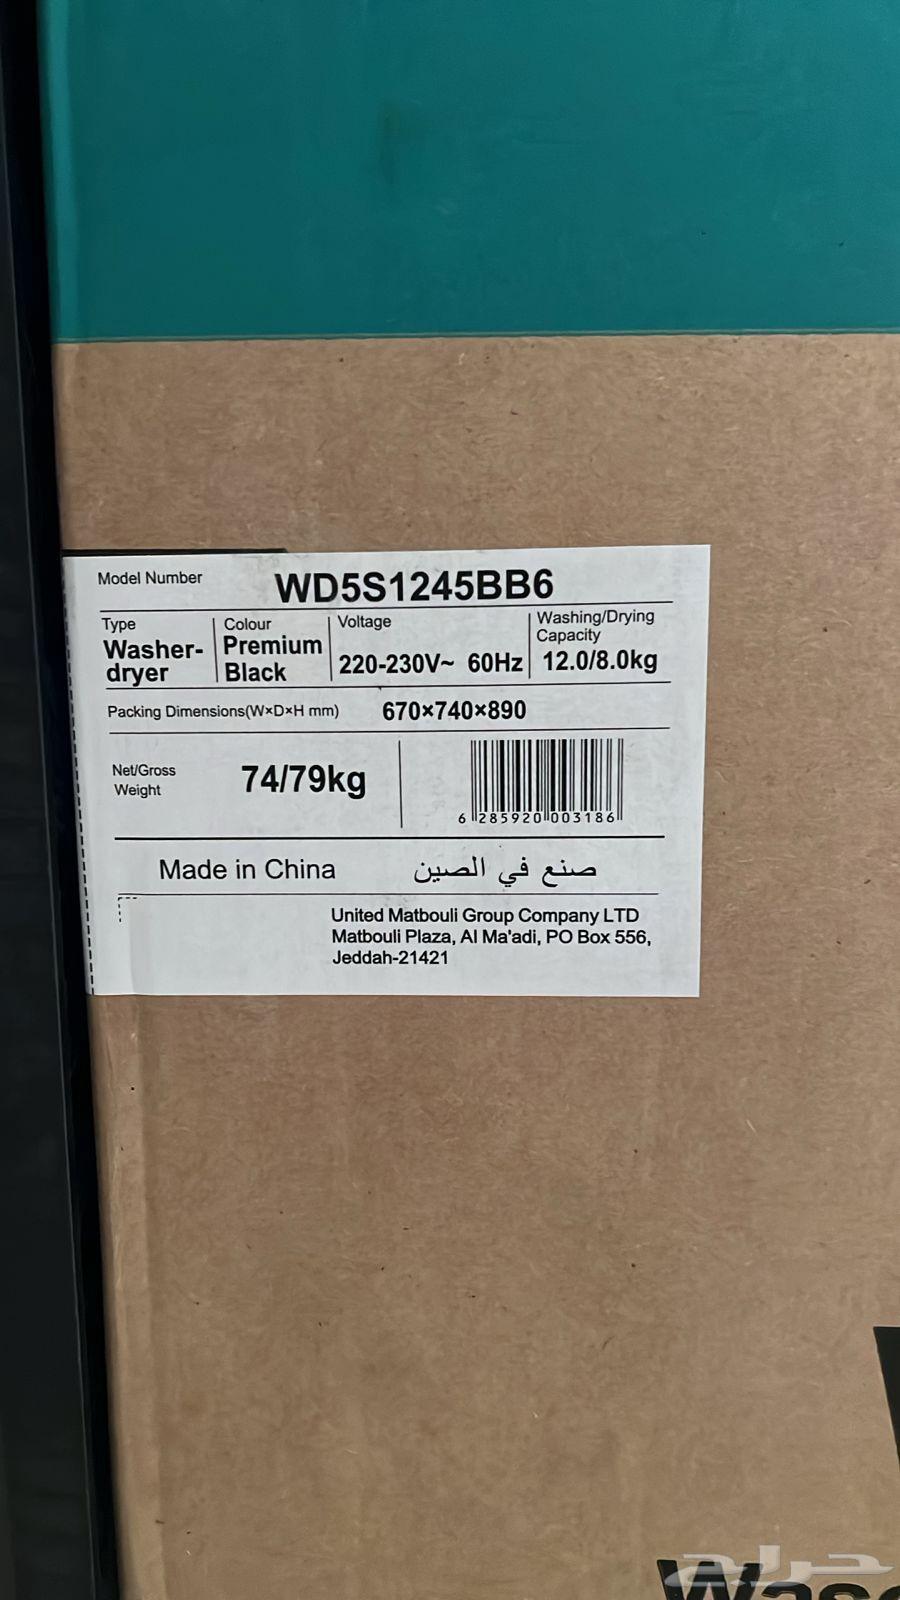 Model Number WD5S1245BB6
Type Colour Voltage Washing/Drying Capacity
Washer-dryer Premium Black 220-230V~ 60Hz 12.0/8.0kg
Packing Dimensions(W×D×H mm) 670×740×890
Net/Gross Weight 74/79kg
6 285920 003186
Made in China صنع في الصين
United Matbouli Group Company LTD
Matbouli Plaza, Al Ma'adi, PO Box 556,
Jeddah-21421
حراج